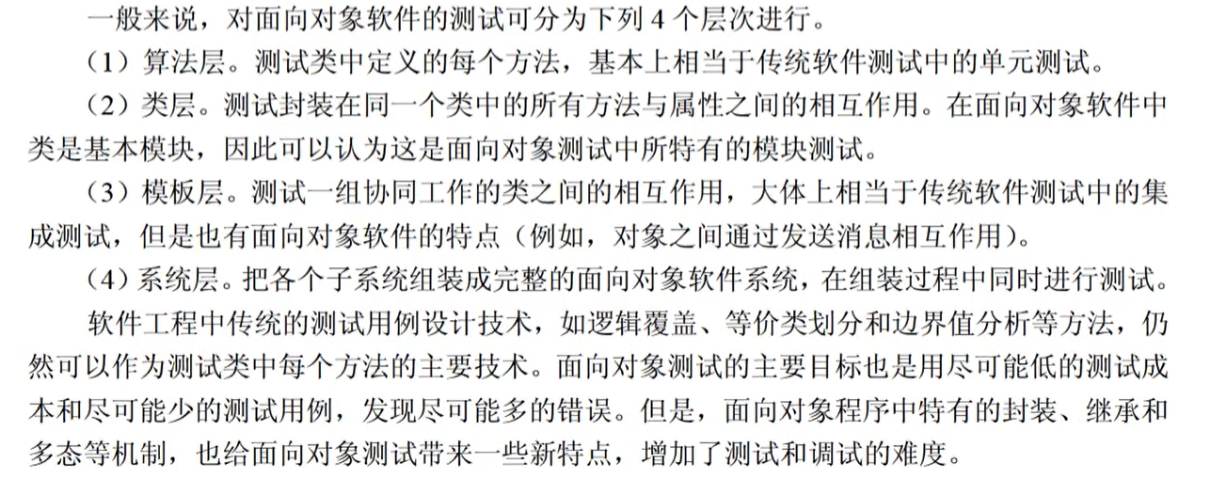 一般来说，对面向对象软件的测试可分为下列 4 个层次进行。
（1）算法层。测试类中定义的每个方法，基本上相当于传统软件测试中的单元测试。
（2）类层。测试封装在同一个类中的所有方法与属性之间的相互作用。在面向对象软件中
类是基本模块，因此可以认为这是面向对象测试中所特有的模块测试。
（3）模板层。测试一组协同工作的类之间的相互作用，大体上相当于传统软件测试中的集
成测试，但是也有面向对象软件的特点（例如，对象之间通过发送消息相互作用）。
（4）系统层。把各个子系统组装成完整的面向对象软件系统，在组装过程中同时进行测试。
软件工程中传统的测试用例设计技术，如逻辑覆盖、等价类划分和边界值分析等方法，仍
然可以作为测试类中每个方法的主要技术。面向对象测试的主要目标也是用尽可能低的测试成
本和尽可能少的测试用例，发现尽可能多的错误。但是，面向对象程序中特有的封装、继承和
多态等机制，也给面向对象测试带来一些新特点，增加了测试和调试的难度。